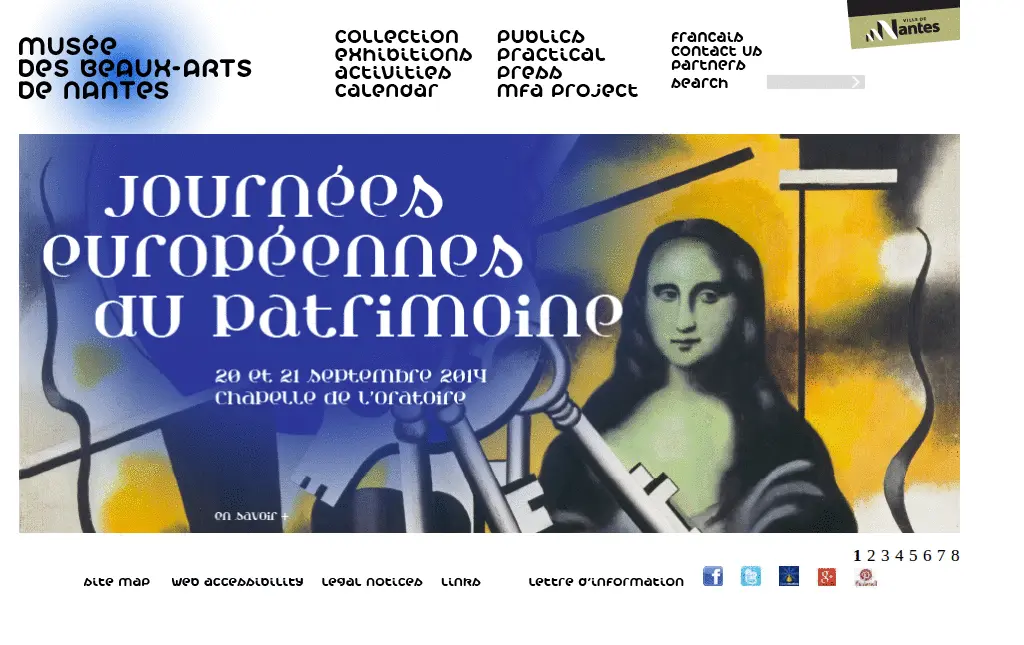 musée
des beaux-arts
de nantes
collection
exhibitions
activities
calendar
publics
practical
press
mfa project
francais
contact us
partners
search
VILLE DE
Nantes
Journées
européennes
du patrimoine
20 et 21 septembre 2014
Chapelle de l'Oratoire
en savoir +
1 2 3 4 5 6 7 8
site map web accessibility legal notices links lettre d'information